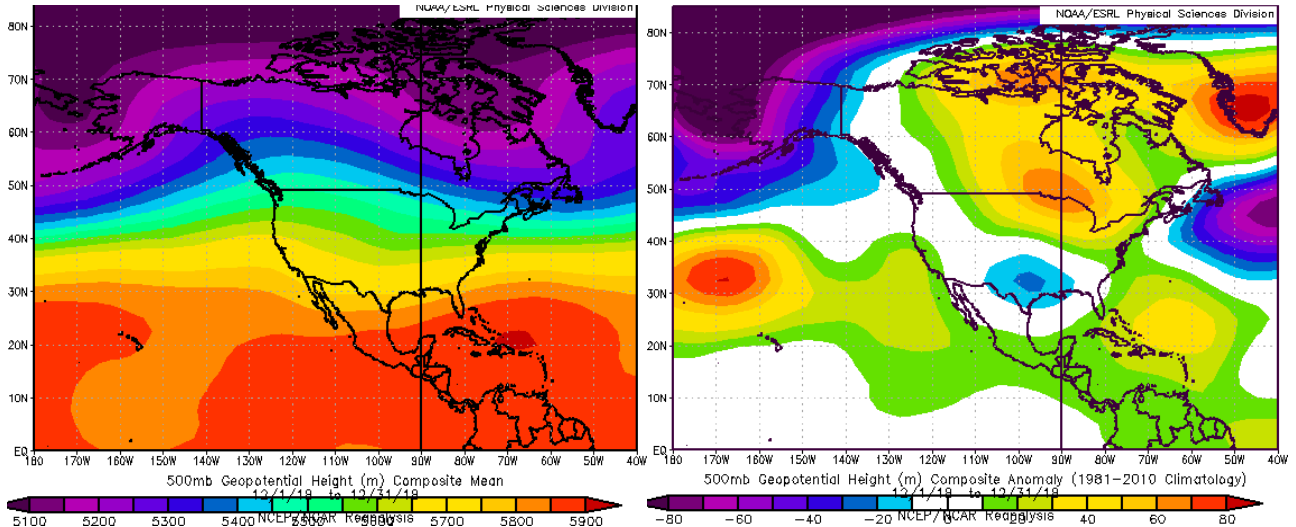 NOAA/ESRL Physical Sciences Division
80N
70N
60N
50N
40N
30N
20N
10N
EQ
180 170W 160W 150W 140W 130W 120W 110W 100W 90W 80W 70W 60W 50W 40W
500mb Geopotential Height (m) Composite Mean
12/1/18 to 12/31/18
NCEP/NCAR Reanalysis
5100 5200 5300 5400 5500 5600 5700 5800 5900
NOAA/ESRL Physical Sciences Division
80N
70N
60N
50N
40N
30N
20N
10N
EQ
180 170W 160W 150W 140W 130W 120W 110W 100W 90W 80W 70W 60W 50W 40W
500mb Geopotential Height (m) Composite Anomaly (1981-2010 Climatology)
12/1/18 to 12/31/18
NCEP/NCAR Reanalysis
-80 -60 -40 -20 0 20 40 60 80